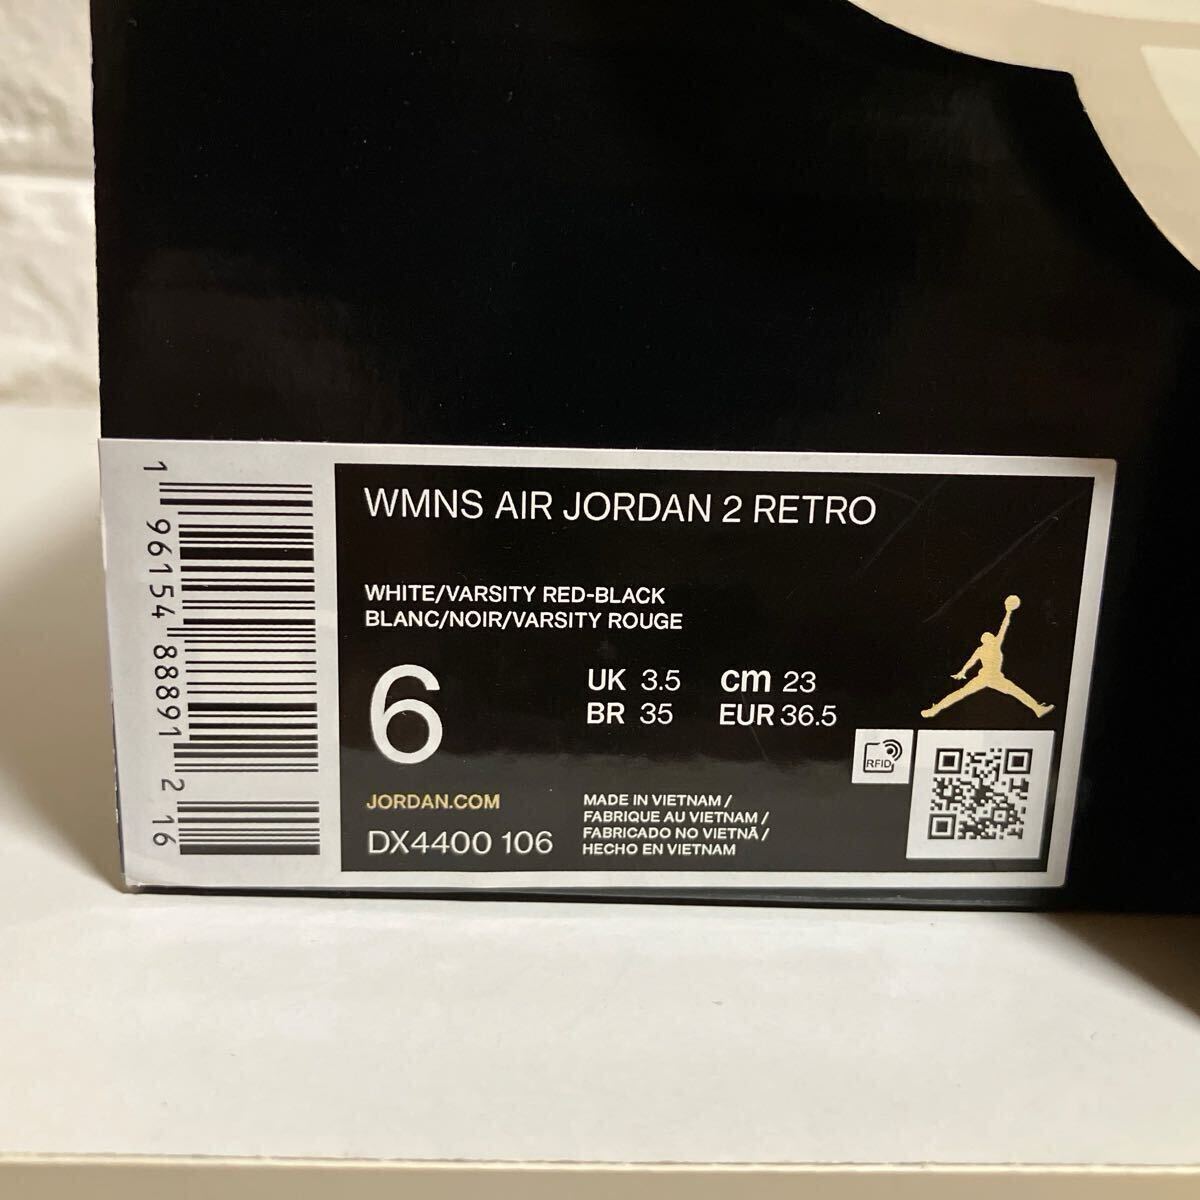 WMNS AIR JORDAN 2 RETRO
WHITE/VARSITY RED-BLACK
BLANC/NOIR/VARSITY ROUGE
6
UK 3.5 cm 23
BR 35 EUR 36.5
RFID
JORDAN.COM
DX4400 106
MADE IN VIETNAM /
FABRIQUE AU VIETNAM /
FABRICADO NO VIETNÃ /
HECHO EN VIETNAM
1 96154 88891 2 16